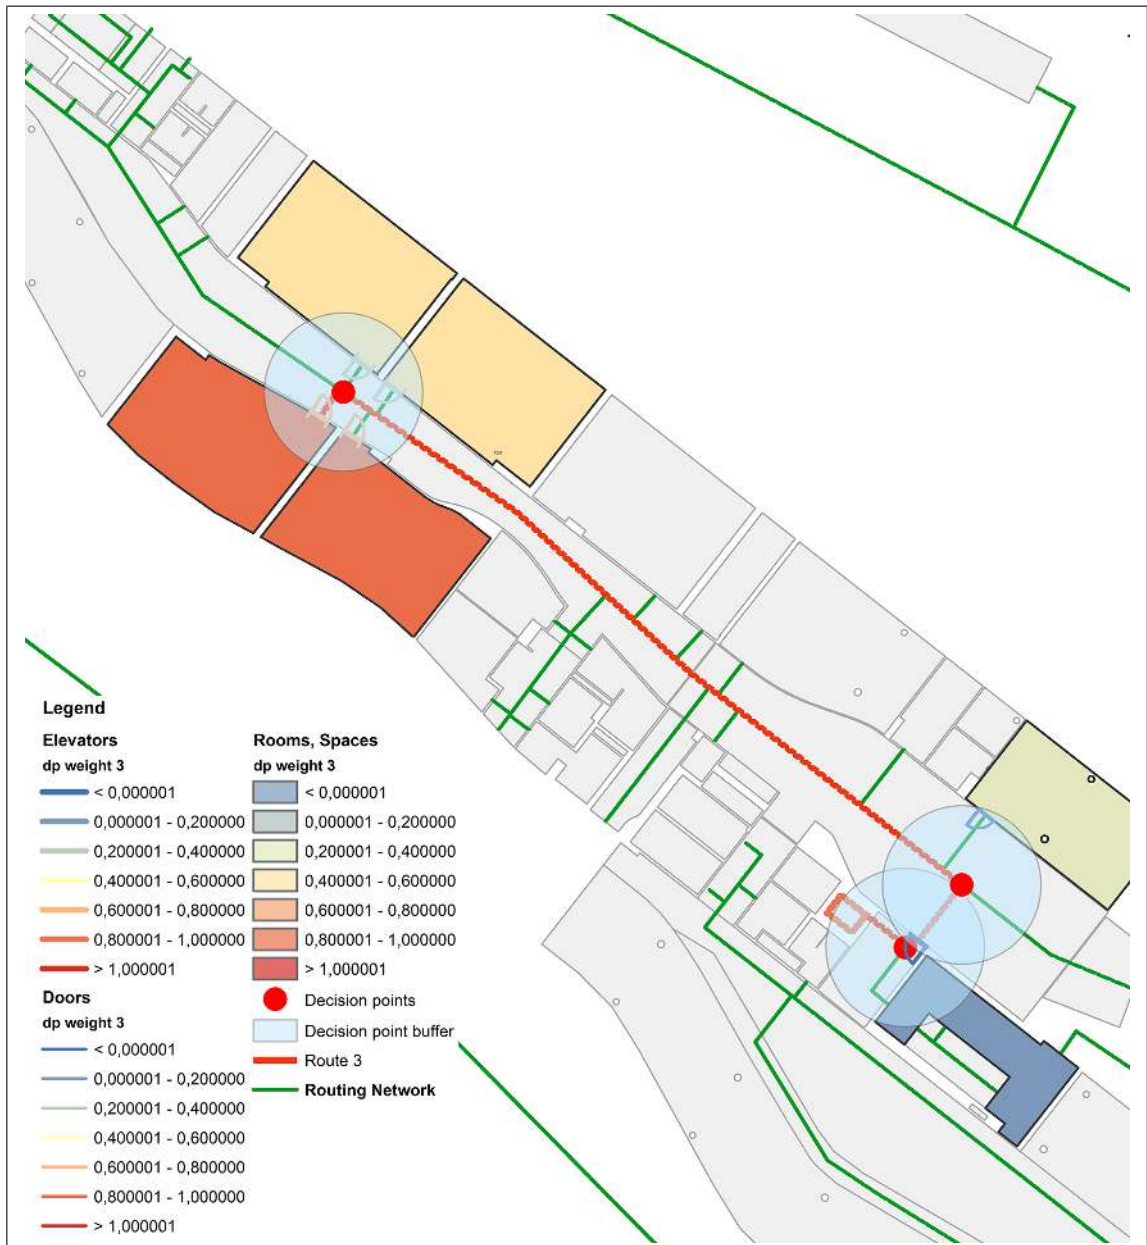 Legend
Elevators
dp weight 3
< 0,000001
0,000001 - 0,200000
0,200001 - 0,400000
0,400001 - 0,600000
0,600001 - 0,800000
0,800001 - 1,000000
> 1,000001
Doors
dp weight 3
< 0,000001
0,000001 - 0,200000
0,200001 - 0,400000
0,400001 - 0,600000
0,600001 - 0,800000
0,800001 - 1,000000
> 1,000001
Rooms, Spaces
dp weight 3
< 0,000001
0,000001 - 0,200000
0,200001 - 0,400000
0,400001 - 0,600000
0,600001 - 0,800000
0,800001 - 1,000000
> 1,000001
Decision points
Decision point buffer
Route 3
Routing Network